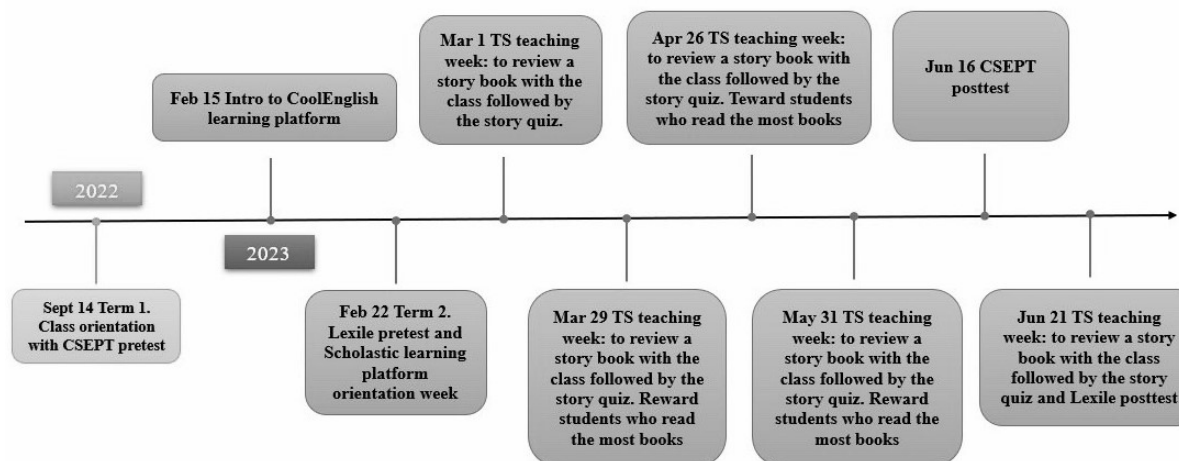 2022
Sept 14 Term 1.
Class orientation
with CSEPT pretest
2023
Feb 15 Intro to CoolEnglish
learning platform
Feb 22 Term 2.
Lexile pretest and
Scholastic learning
platform
orientation week
Mar 1 TS teaching
week: to review a
story book with the
class followed by
the story quiz.
Mar 29 TS teaching
week: to review a
story book with the
class followed by the
story quiz. Reward
students who read
the most books
Apr 26 TS teaching week:
to review a story book with
the class followed by the
story quiz. Teward students
who read the most books
May 31 TS teaching
week: to review a
story book with the
class followed by the
story quiz. Reward
students who read the
most books
Jun 16 CSEPT
posttest
Jun 21 TS teaching
week: to review a story
book with the class
followed by the story
quiz and Lexile posttest